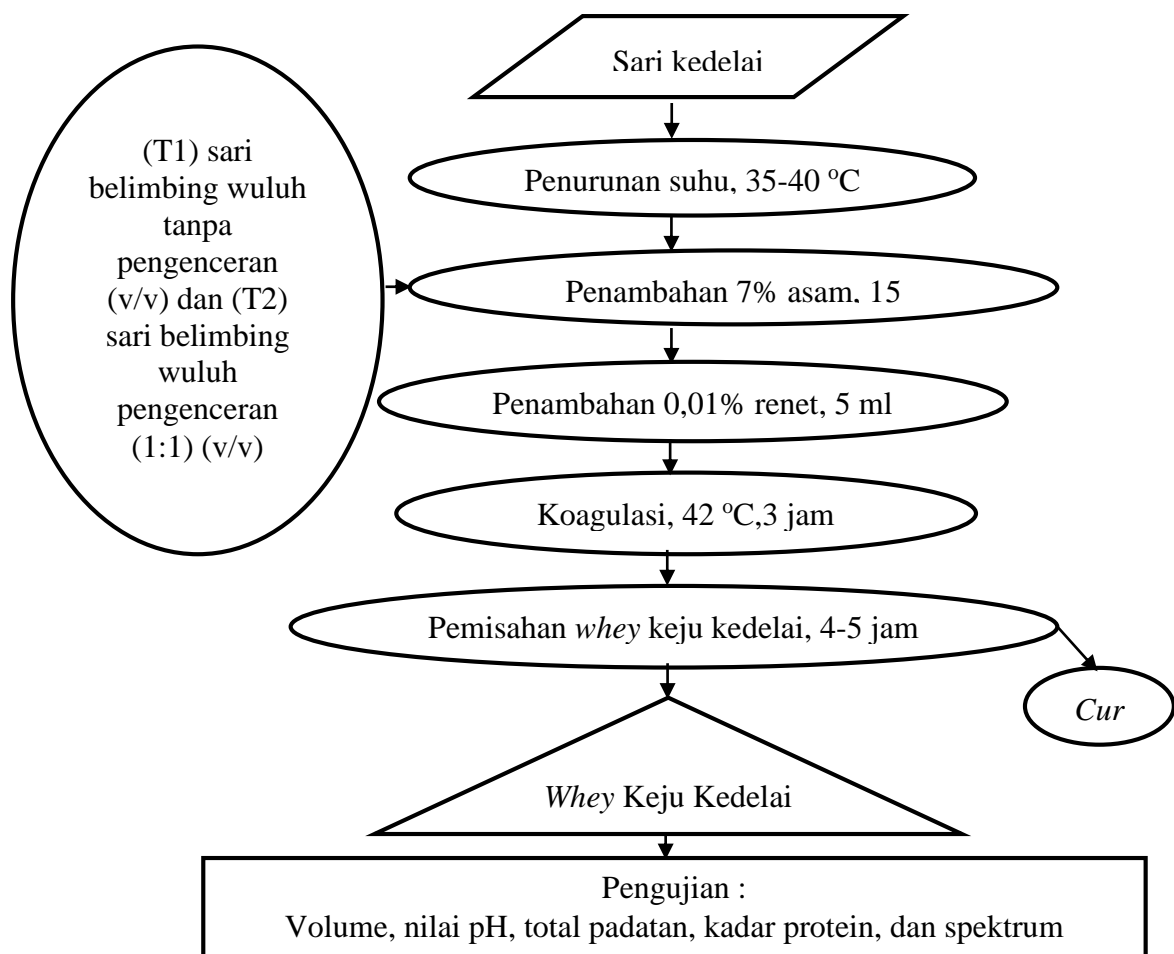 Sari kedelai
(T1) sari
belimbing wuluh
tanpa
pengenceran
(v/v) dan (T2)
sari belimbing
wuluh
pengenceran
(1:1) (v/v)
Penurunan suhu, 35-40 °C
Penambahan 7% asam, 15
Penambahan 0,01% renet, 5 ml
Koagulasi, 42 °C,3 jam
Pemisahan whey keju kedelai, 4-5 jam
Cur
Whey Keju Kedelai
Pengujian :
Volume, nilai pH, total padatan, kadar protein, dan spektrum